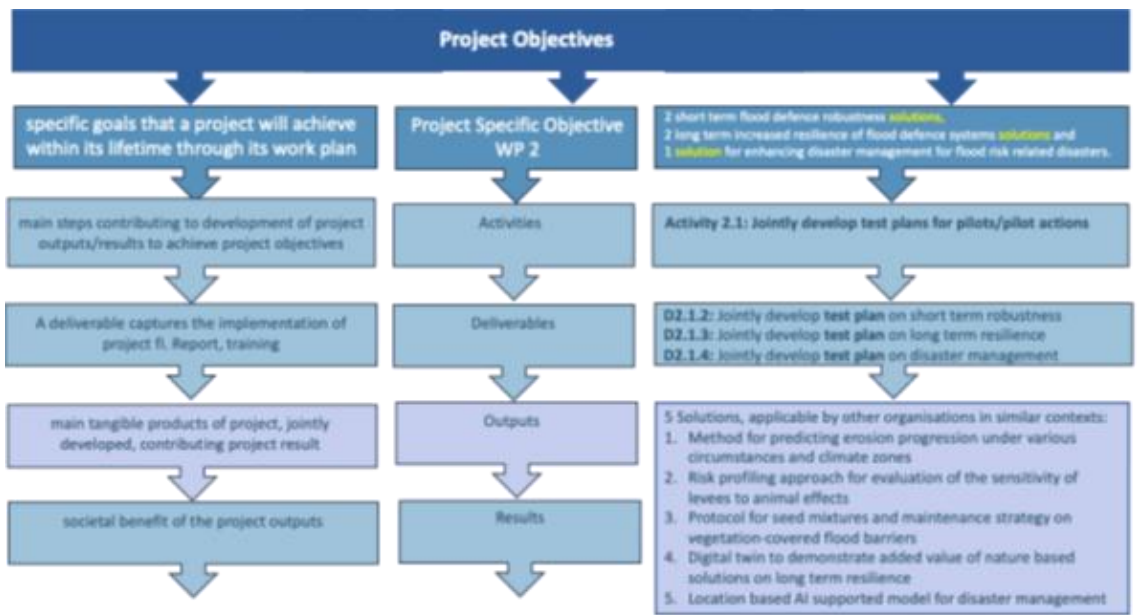 Project Objectives
specific goals that a project will achieve
within its lifetime through its work plan
Project Specific Objective
WP 2
2 short term flood defence robustness solutions,
2 long term increased resilience of flood defence systems solutions and
1 solution for enhancing disaster management for flood risk related disasters.
main steps contributing to development of project
outputs/results to achieve project objectives
Activities
Activity 2.1: Jointly develop test plans for pilots/pilot actions
A deliverable captures the implementation of
project fl. Report, training
Deliverables
D2.1.2: Jointly develop test plan on short term robustness
D2.1.3: Jointly develop test plan on long term resilience
D2.1.4: Jointly develop test plan on disaster management
main tangible products of project, jointly
developed, contributing project result
Outputs
5 Solutions, applicable by other organisations in similar contexts:
1. Method for predicting erosion progression under various
circumstances and climate zones
2. Risk profiling approach for evaluation of the sensitivity of
levees to animal effects
3. Protocol for seed mixtures and maintenance strategy on
vegetation-covered flood barriers
4. Digital twin to demonstrate added value of nature based
solutions on long term resilience
5. Location based AI supported model for disaster management
societal benefit of the project outputs
Results